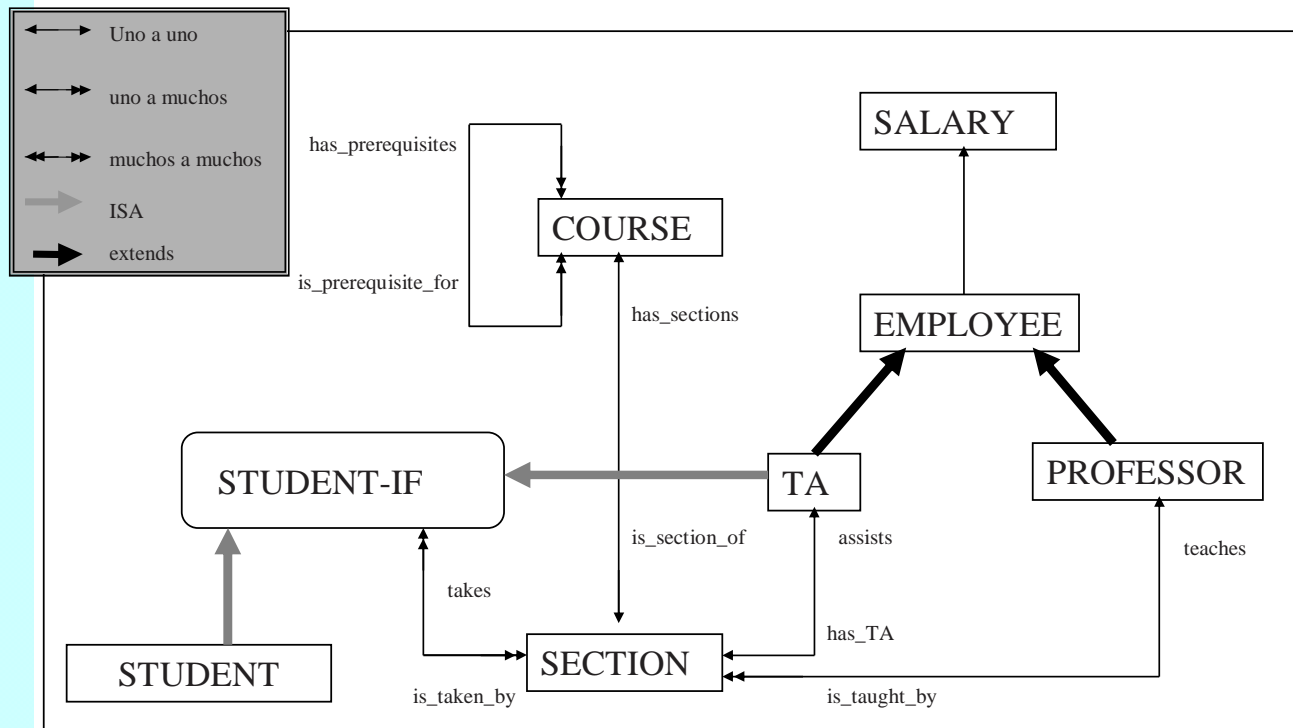 Uno a uno
uno a muchos
muchos a muchos
ISA
extends
has_prerequisites
SALARY
COURSE
is_prerequisite_for
has_sections
EMPLOYEE
STUDENT-IF
TA
PROFESSOR
is_section_of
assists
teaches
takes
has_TA
STUDENT
SECTION
is_taken_by
is_taught_by